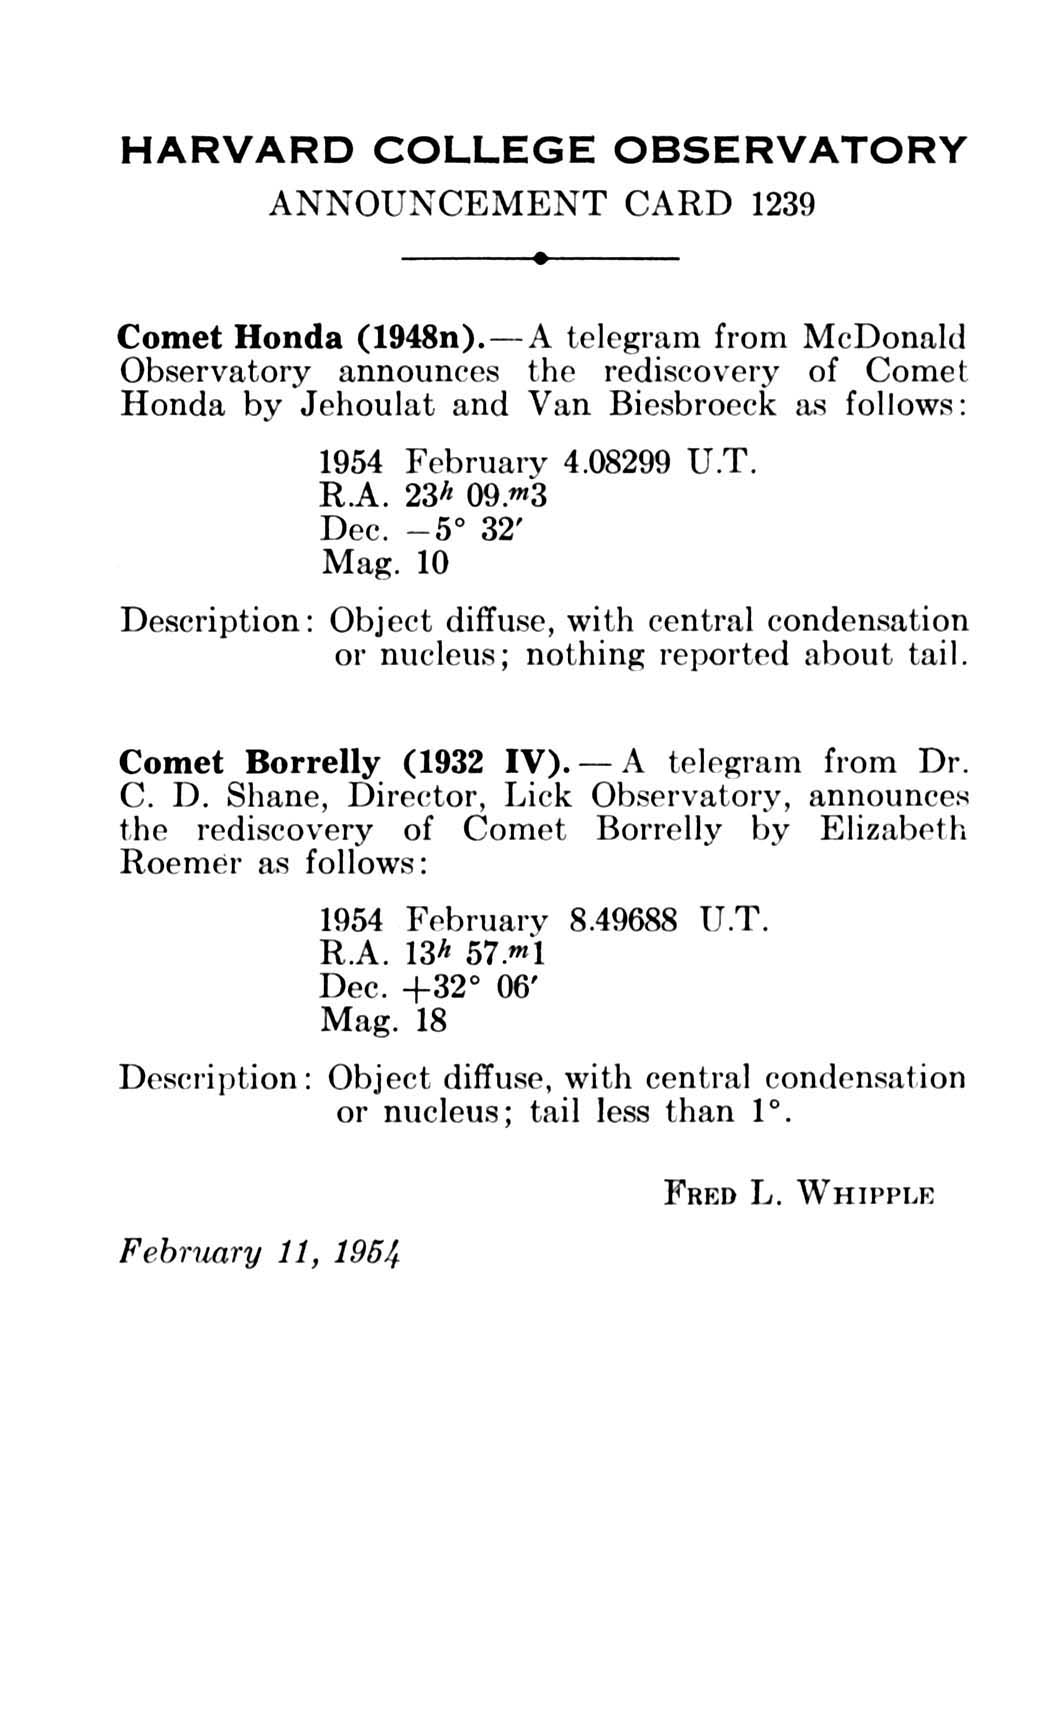 HARVARD COLLEGE OBSERVATORY
ANNOUNCEMENT CARD 1239
Comet Honda (1948n).—A telegram from McDonald
Observatory announces the rediscovery of Comet
Honda by Jehoulat and Van Biesbroeck as follows:
1954 February 4.08299 U.T.
R.A. 23h 09.m3
Dec. —5° 32′
Mag. 10
Description: Object diffuse, with central condensation
or nucleus; nothing reported about tail.
Comet Borrelly (1932 IV).—A telegram from Dr.
C. D. Shane, Director, Lick Observatory, announces
the rediscovery of Comet Borrelly by Elizabeth
Roemer as follows:
1954 February 8.49688 U.T.
R.A. 13h 57.m1
Dec. +32° 06′
Mag. 18
Description: Object diffuse, with central condensation
or nucleus; tail less than 1°.
FRED L. WHIPPLE
February 11, 1954